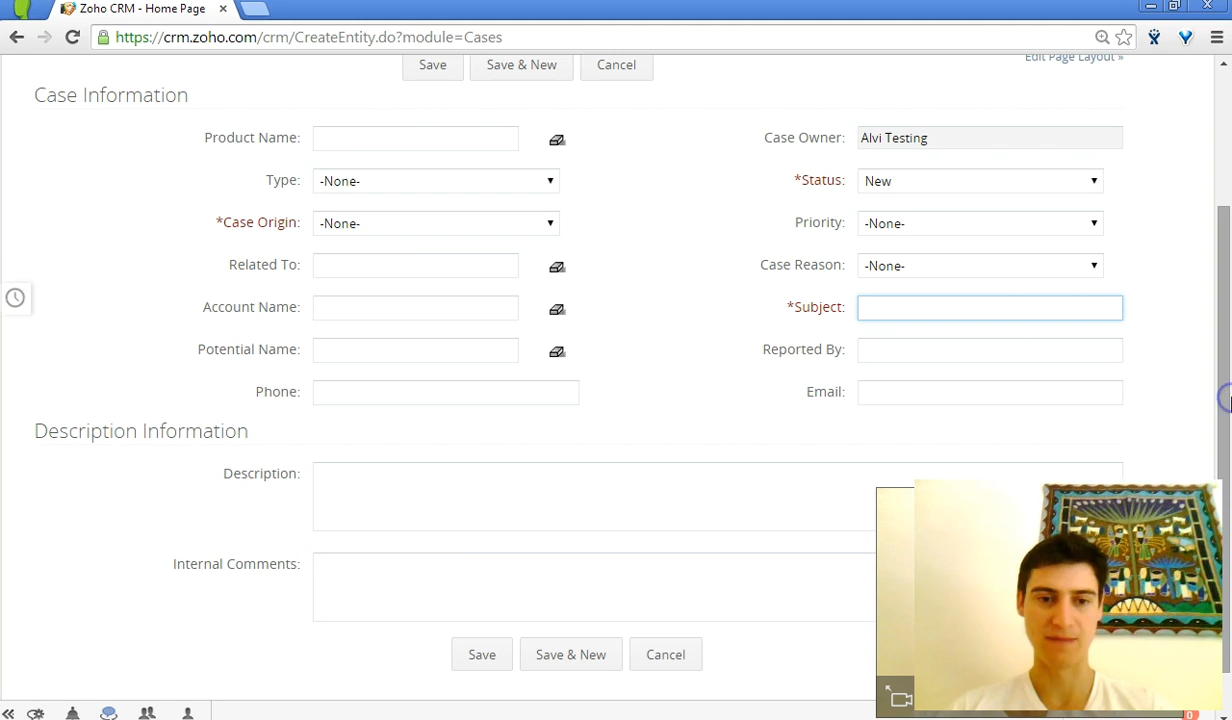 Zoho CRM - Home Page
https://crm.zoho.com/crm/CreateEntity.do?module=Cases
Save Save & New Cancel Edit Page Layout »
Case Information
Product Name: Case Owner: Alvi Testing
Type: -None- *Status: New
*Case Origin: -None- Priority: -None-
Related To: Case Reason: -None-
Account Name: *Subject:
Potential Name: Reported By:
Phone: Email:
Description Information
Description:
Internal Comments:
Save Save & New Cancel
0